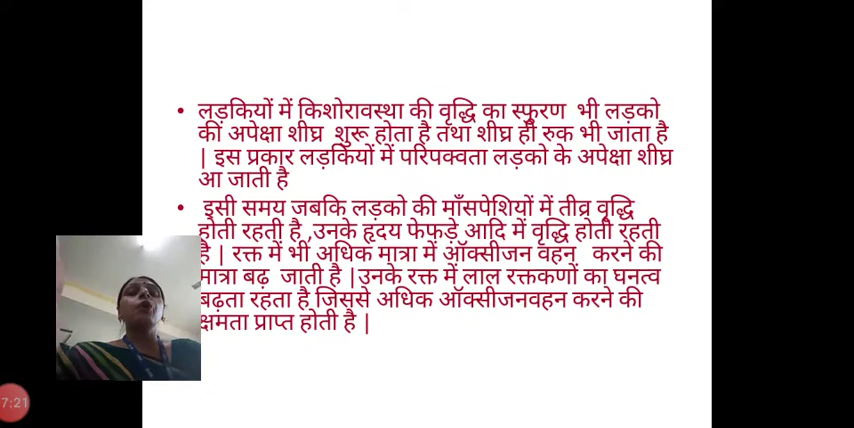 • लड़कियों में किशोरावस्था की वृद्धि का स्फुरण भी लड़को
की अपेक्षा शीघ्र शुरू होता है तथा शीघ्र ही रुक भी जाता है
| इस प्रकार लड़कियों में परिपक्वता लड़को के अपेक्षा शीघ्र
आ जाती है
• इसी समय जबकि लड़को की माँसपेशियों में तीव्र वृद्धि
होती रहती है ,उनके हृदय फेफड़े आदि में वृद्धि होती रहती
है | रक्त में भी अधिक मात्रा में ऑक्सीजन वहन करने की
मात्रा बढ़ जाती है |उनके रक्त में लाल रक्तकणों का घनत्व
बढ़ता रहता है जिससे अधिक ऑक्सीजनवहन करने की
क्षमता प्राप्त होती है |
7:21